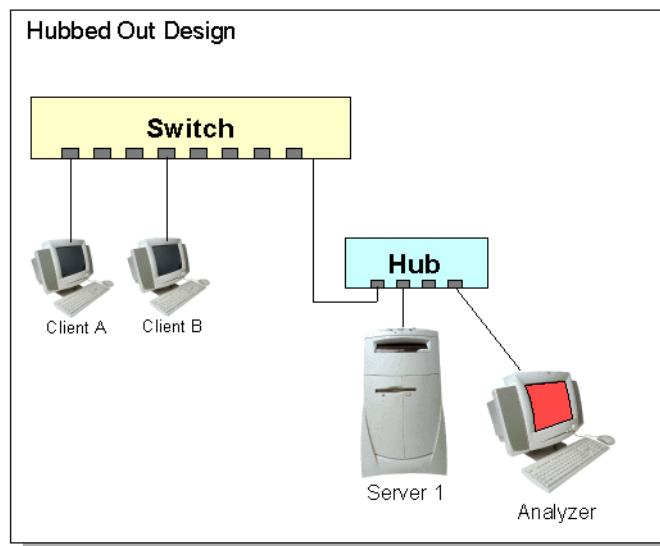 Hubbed Out Design
Switch
Hub
Client A
Client B
Server 1
Analyzer